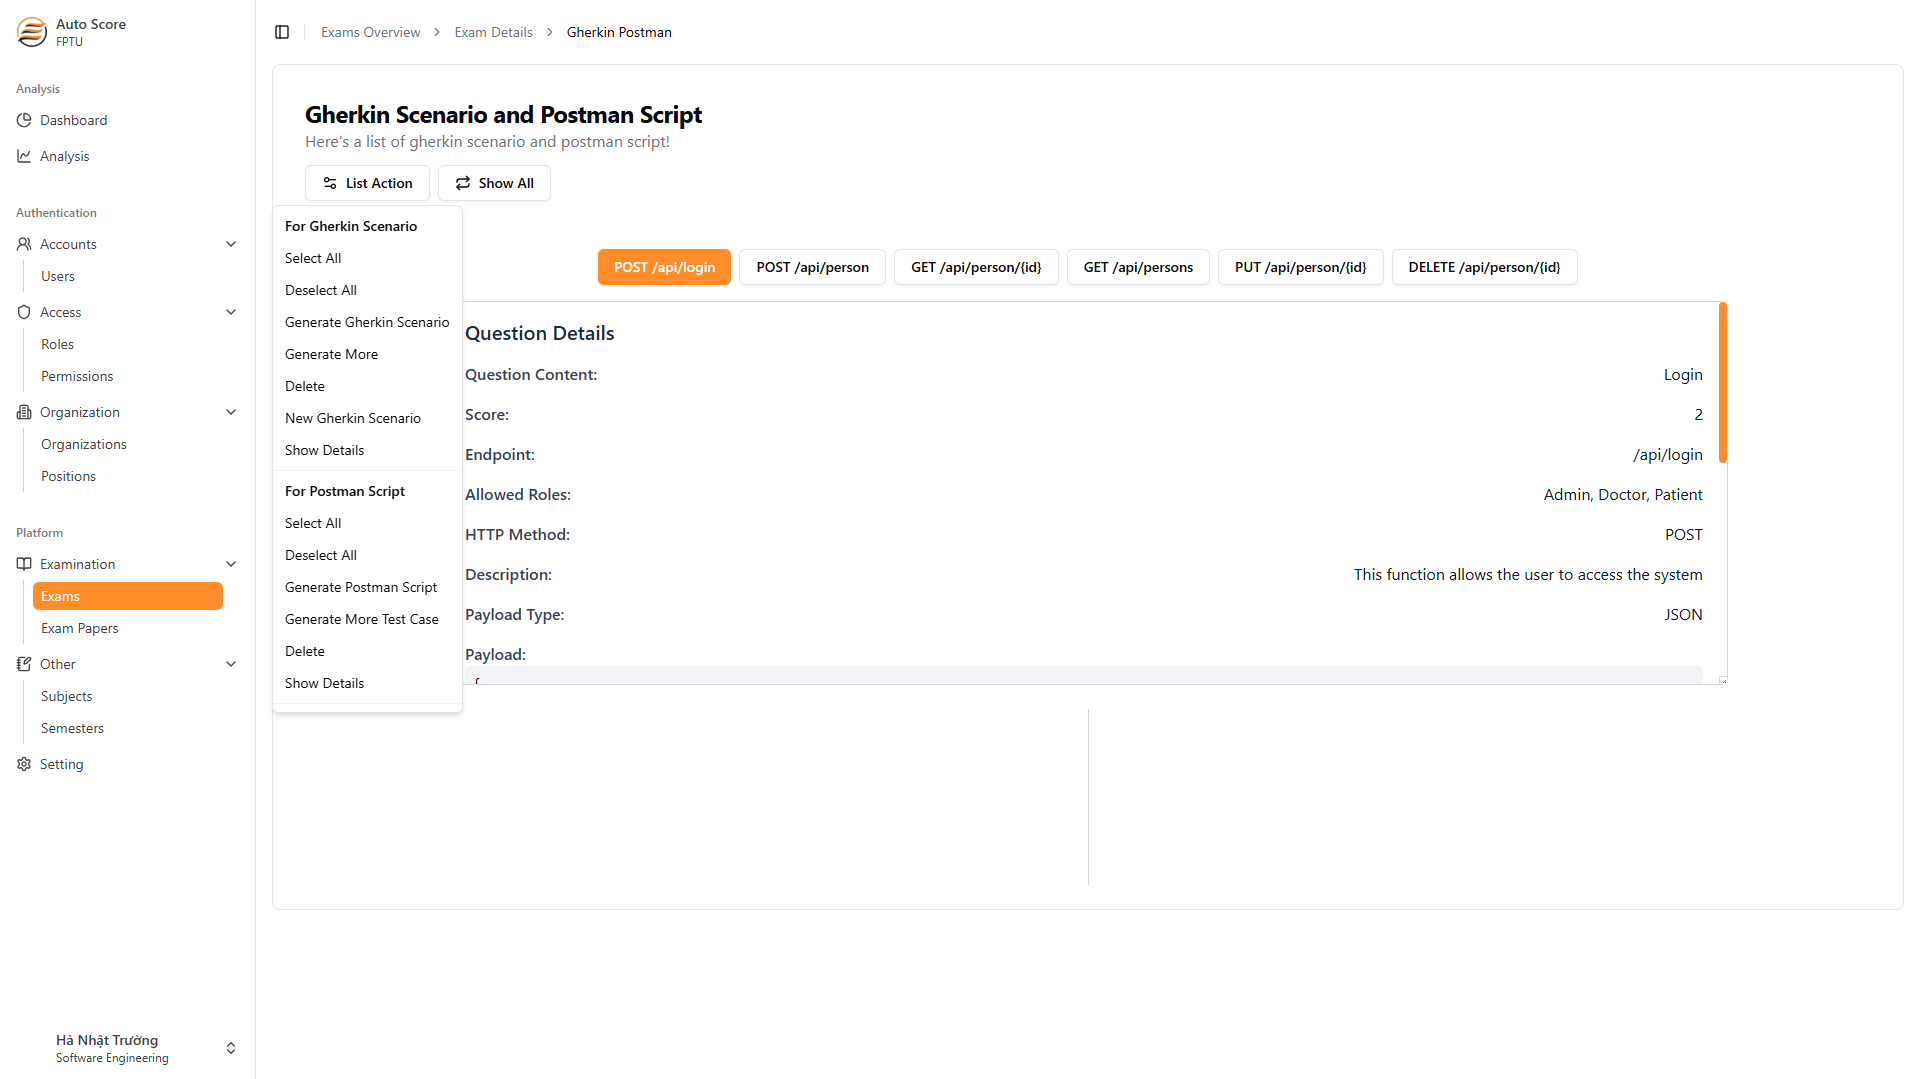 Auto Score
FPTU
Analysis
Dashboard
Analysis
Authentication
Accounts
Users
Access
Roles
Permissions
Organization
Organizations
Positions
Platform
Examination
Exams
Exam Papers
Other
Subjects
Semesters
Setting
Hà Nhật Trường
Software Engineering
Exams Overview > Exam Details > Gherkin Postman
Gherkin Scenario and Postman Script
Here's a list of gherkin scenario and postman script!
List Action Show All
For Gherkin Scenario
Select All
Deselect All
Generate Gherkin Scenario
Generate More
Delete
New Gherkin Scenario
Show Details
For Postman Script
Select All
Deselect All
Generate Postman Script
Generate More Test Case
Delete
Show Details
POST /api/login POST /api/person GET /api/person/{id} GET /api/persons PUT /api/person/{id} DELETE /api/person/{id}
Question Details
Question Content: Login
Score: 2
Endpoint: /api/login
Allowed Roles: Admin, Doctor, Patient
HTTP Method: POST
Description: This function allows the user to access the system
Payload Type: JSON
Payload:
{